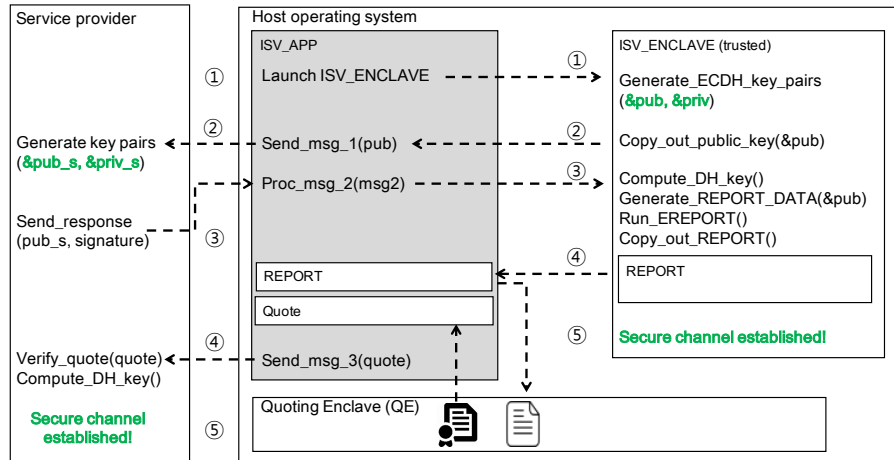 Service provider
Host operating system
ISV_APP
ISV_ENCLAVE (trusted)
①
Launch ISV_ENCLAVE
①
Generate_ECDH_key_pairs
(&pub, &priv)
②
Generate key pairs
(&pub_s, &priv_s)
Send_msg_1(pub)
②
Copy_out_public_key(&pub)
Proc_msg_2(msg2)
③
Compute_DH_key()
Generate_REPORT_DATA(&pub)
Run_EREPORT()
Copy_out_REPORT()
Send_response
(pub_s, signature)
③
④
REPORT
REPORT
Quote
⑤
Secure channel established!
④
Verify_quote(quote)
Compute_DH_key()
Send_msg_3(quote)
Secure channel
established!
⑤
Quoting Enclave (QE)